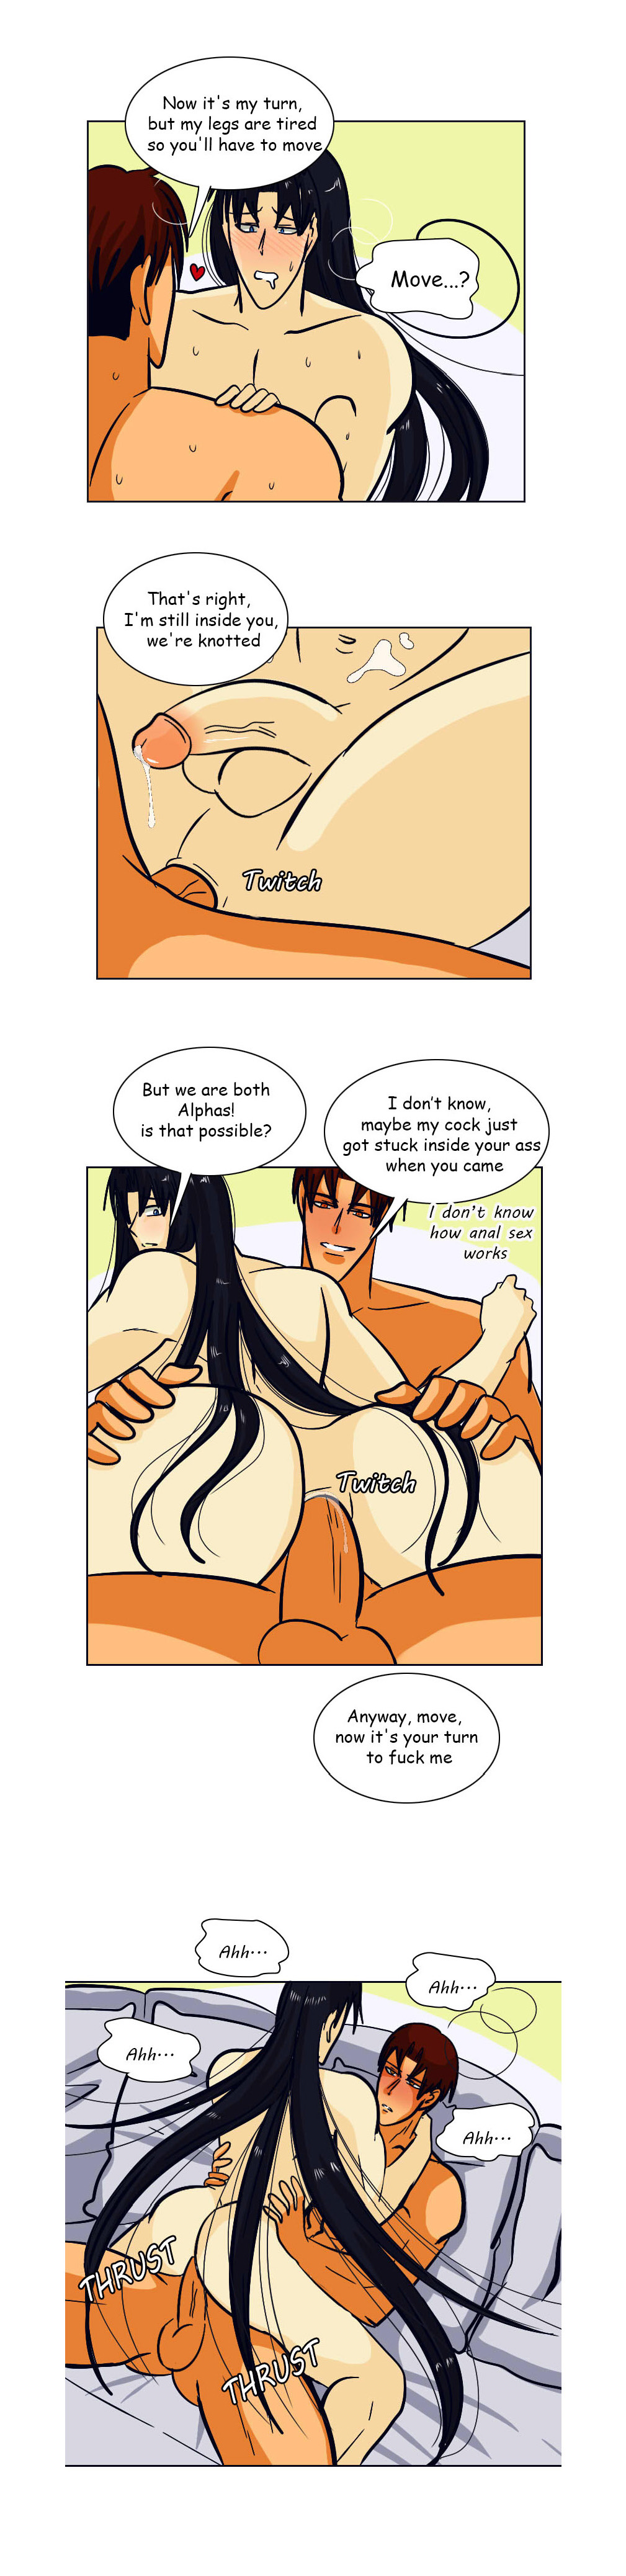 Now it's my turn,
but my legs are tired
so you'll have to move
Move...?
That's right,
I'm still inside you,
we're knotted
Twitch
But we are both
Alphas!
is that possible?
I don't know,
maybe my cock just
got stuck inside your ass
when you came
I don't know
how anal sex
works
Twitch
Anyway, move,
now it's your turn
to fuck me
Ahh...
Ahh...
Ahh...
Ahh...
THRUST
THRUST